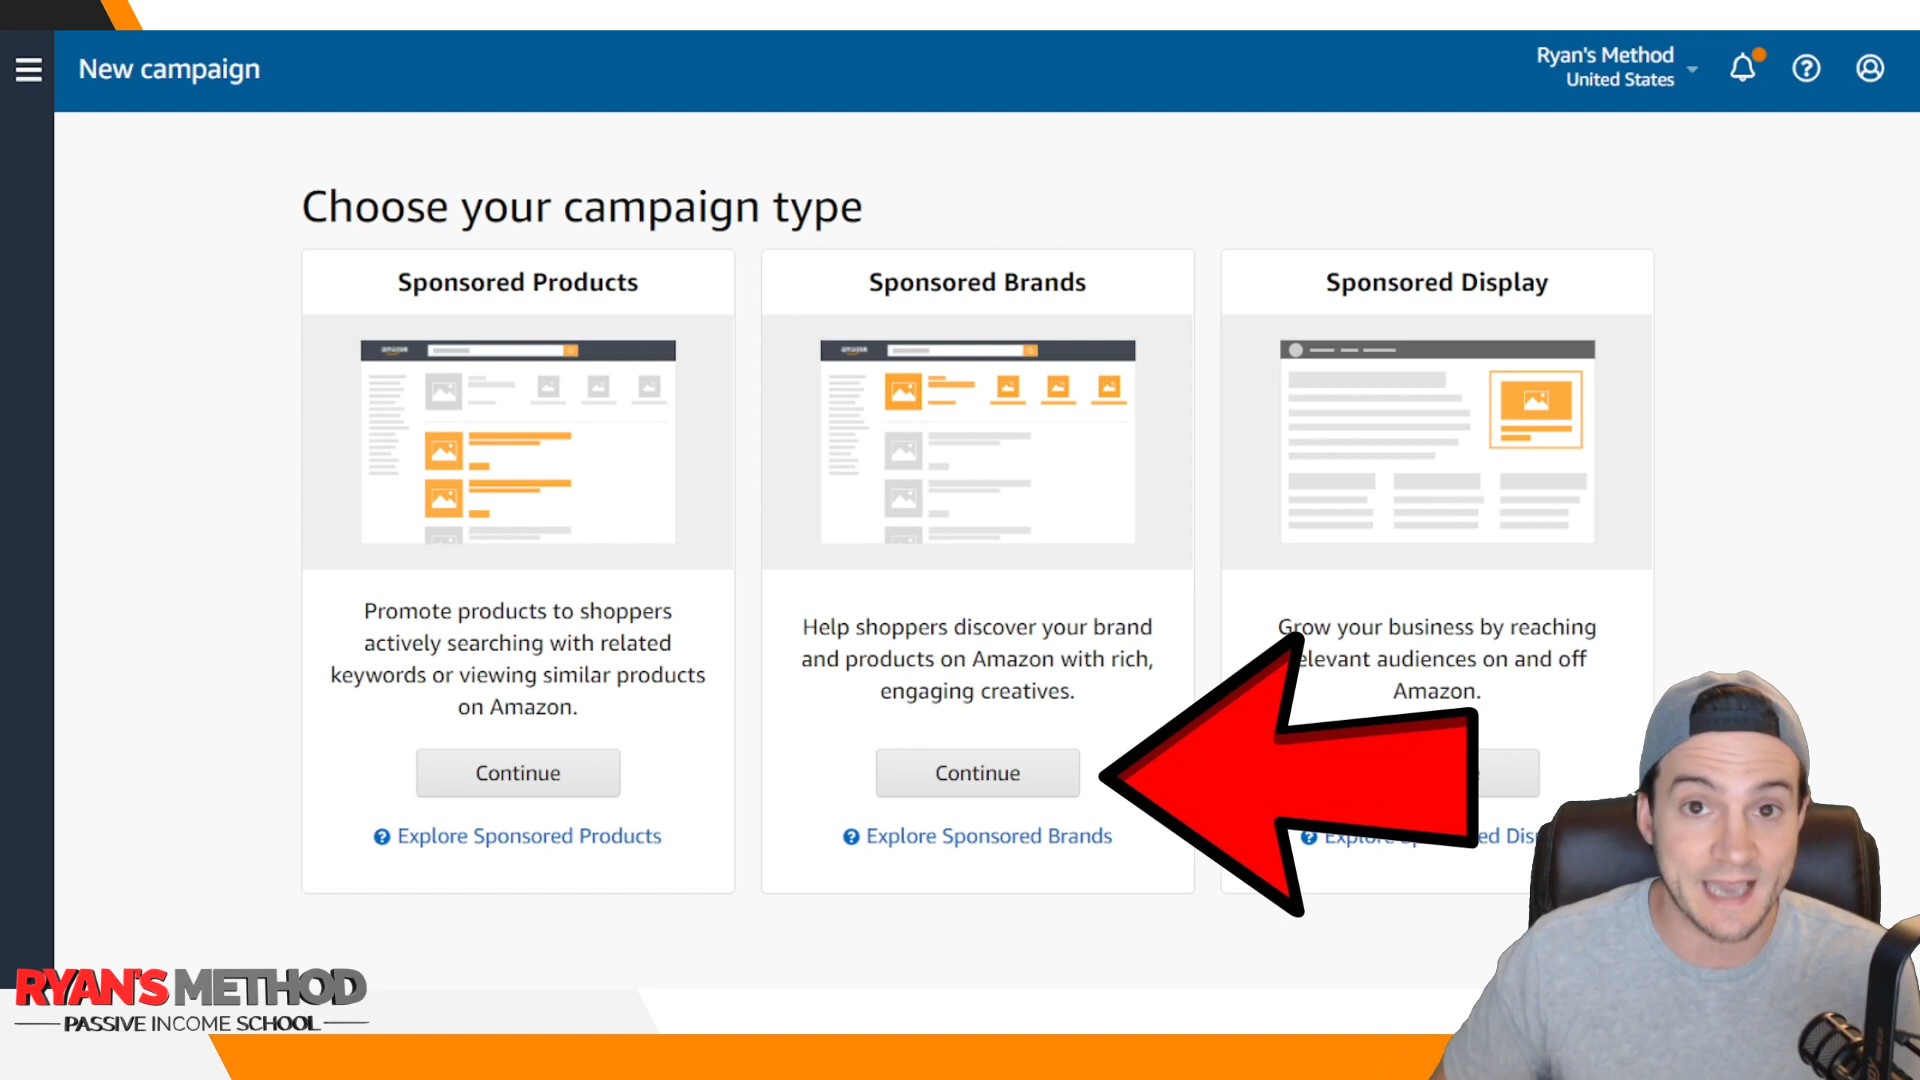 New campaign
Ryan's Method
United States
Choose your campaign type
Sponsored Products
amazon
Promote products to shoppers
actively searching with related
keywords or viewing similar products
on Amazon.
Continue
Explore Sponsored Products
Sponsored Brands
amazon
Help shoppers discover your brand
and products on Amazon with rich,
engaging creatives.
Continue
Explore Sponsored Brands
Sponsored Display
Grow your business by reaching
relevant audiences on and off
Amazon.
RYAN'S METHOD
PASSIVE INCOME SCHOOL